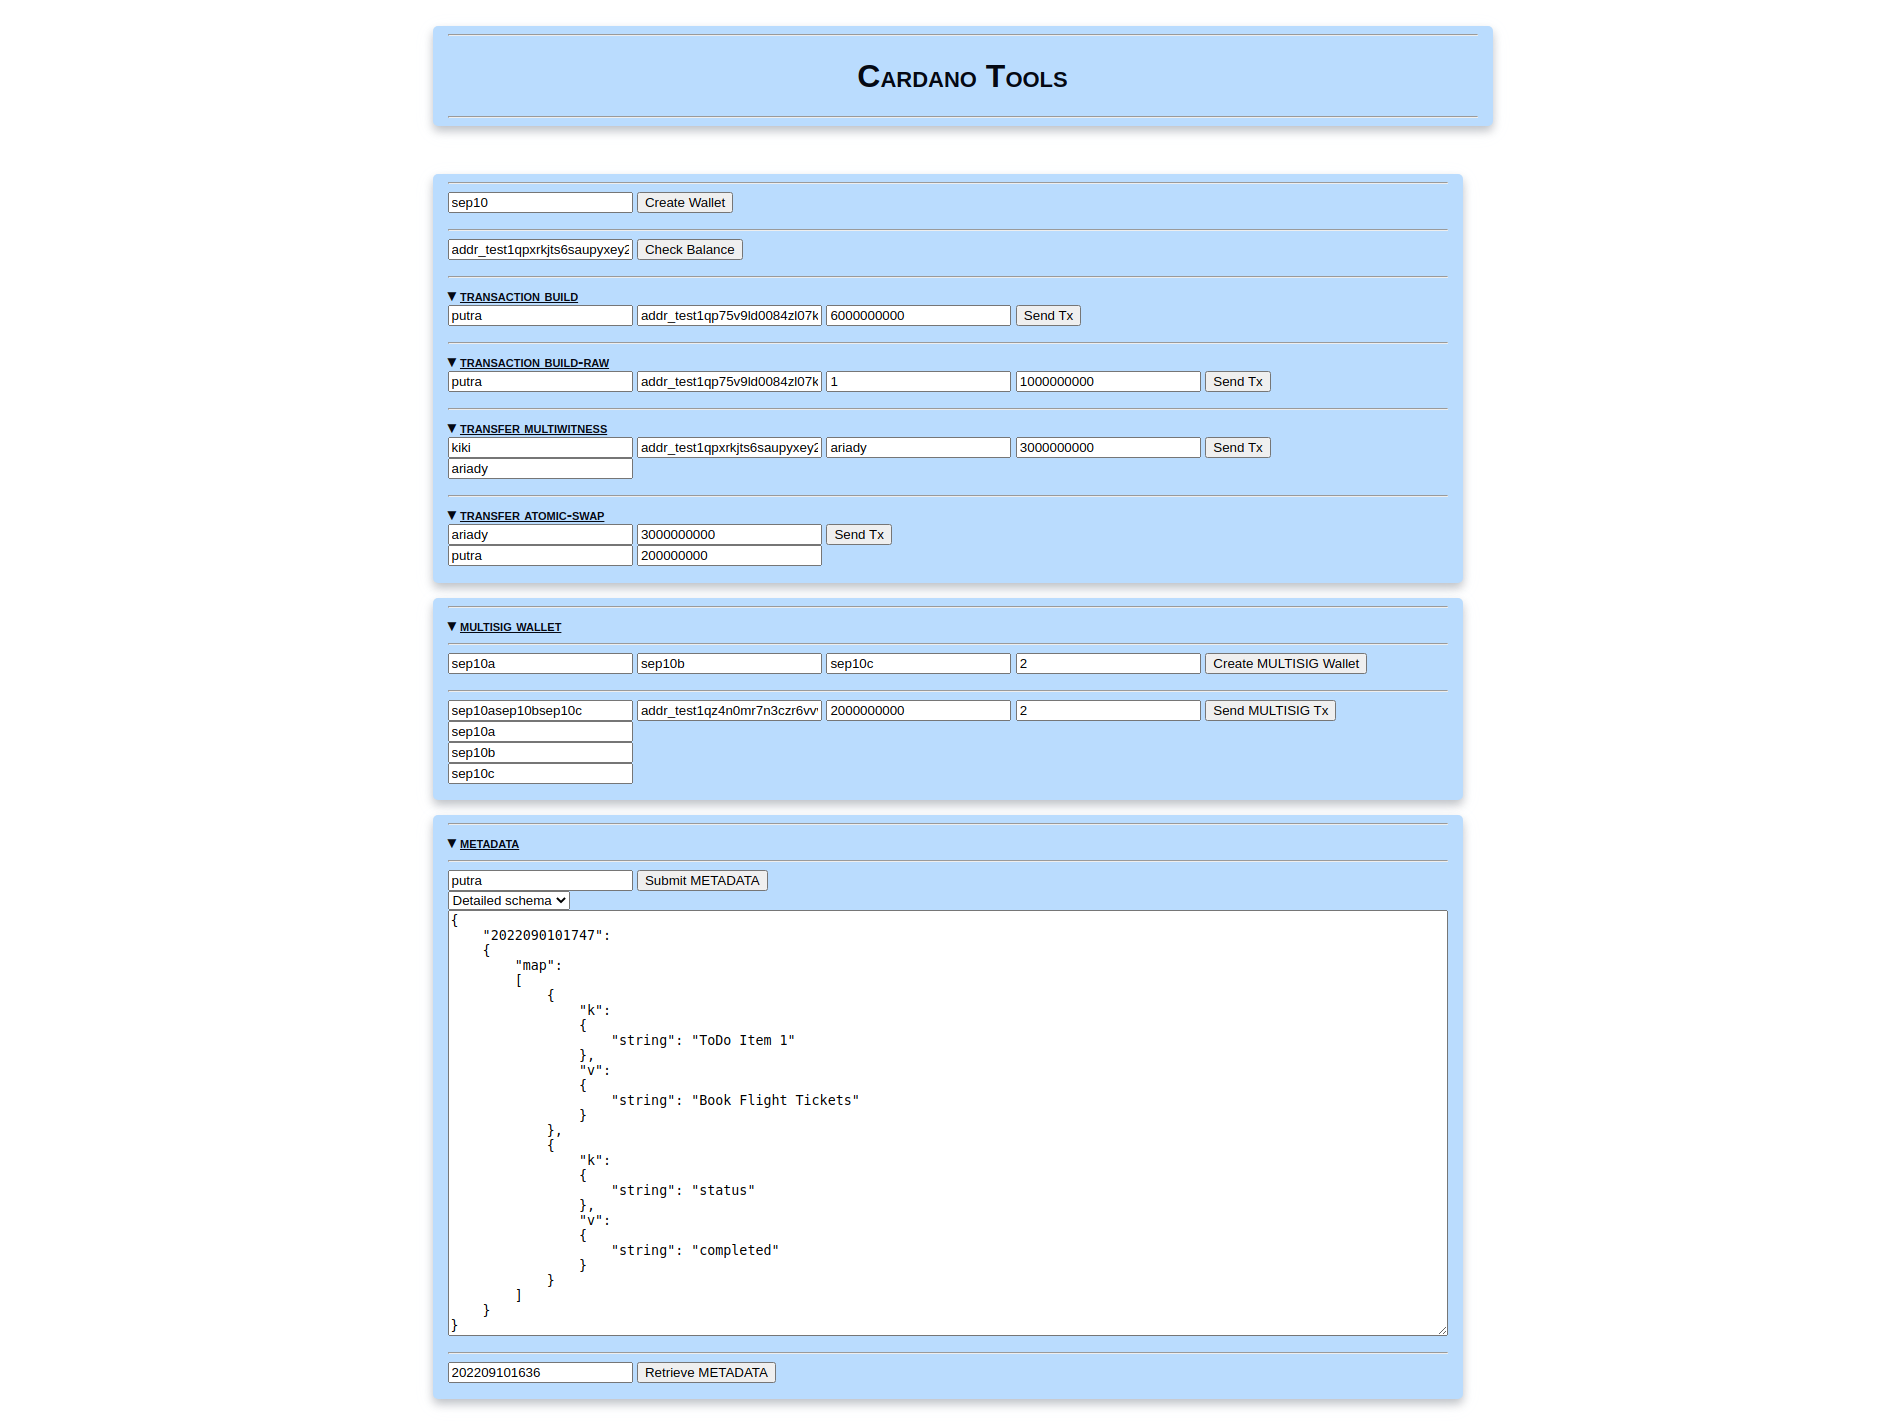 Cardano Tools
sep10 Create Wallet
addr_test1qpxrkjts6saupyxey2 Check Balance
▼ transaction build
putra addr_test1qp75v9ld0084zl07k 6000000000 Send Tx
▼ transaction build-raw
putra addr_test1qp75v9ld0084zl07k 1 1000000000 Send Tx
▼ transfer multiwitness
kiki addr_test1qpxrkjts6saupyxey2 ariady 3000000000 Send Tx
ariady
▼ transfer atomic-swap
ariady 3000000000 Send Tx
putra 200000000
▼ multisig wallet
sep10a sep10b sep10c 2 Create MULTISIG Wallet
sep10asep10bsep10c addr_test1qz4n0mr7n3czr6vv 2000000000 2 Send MULTISIG Tx
sep10a
sep10b
sep10c
▼ metadata
putra Submit METADATA
Detailed schema
{
    "2022090101747":
    {
        "map":
        [
            {
                "k":
                {
                    "string": "ToDo Item 1"
                },
                "v":
                {
                    "string": "Book Flight Tickets"
                }
            },
            {
                "k":
                {
                    "string": "status"
                },
                "v":
                {
                    "string": "completed"
                }
            }
        ]
    }
}
202209101636 Retrieve METADATA